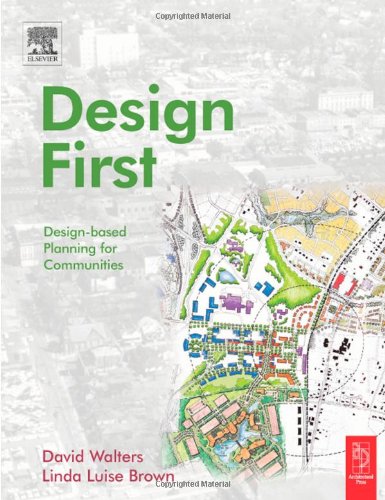 Copyrighted Material
ELSEVIER
Design
First
Design-based
Planning for
Communities
David Walters
Linda Luise Brown
Architectural
Press
Copyrighted Material